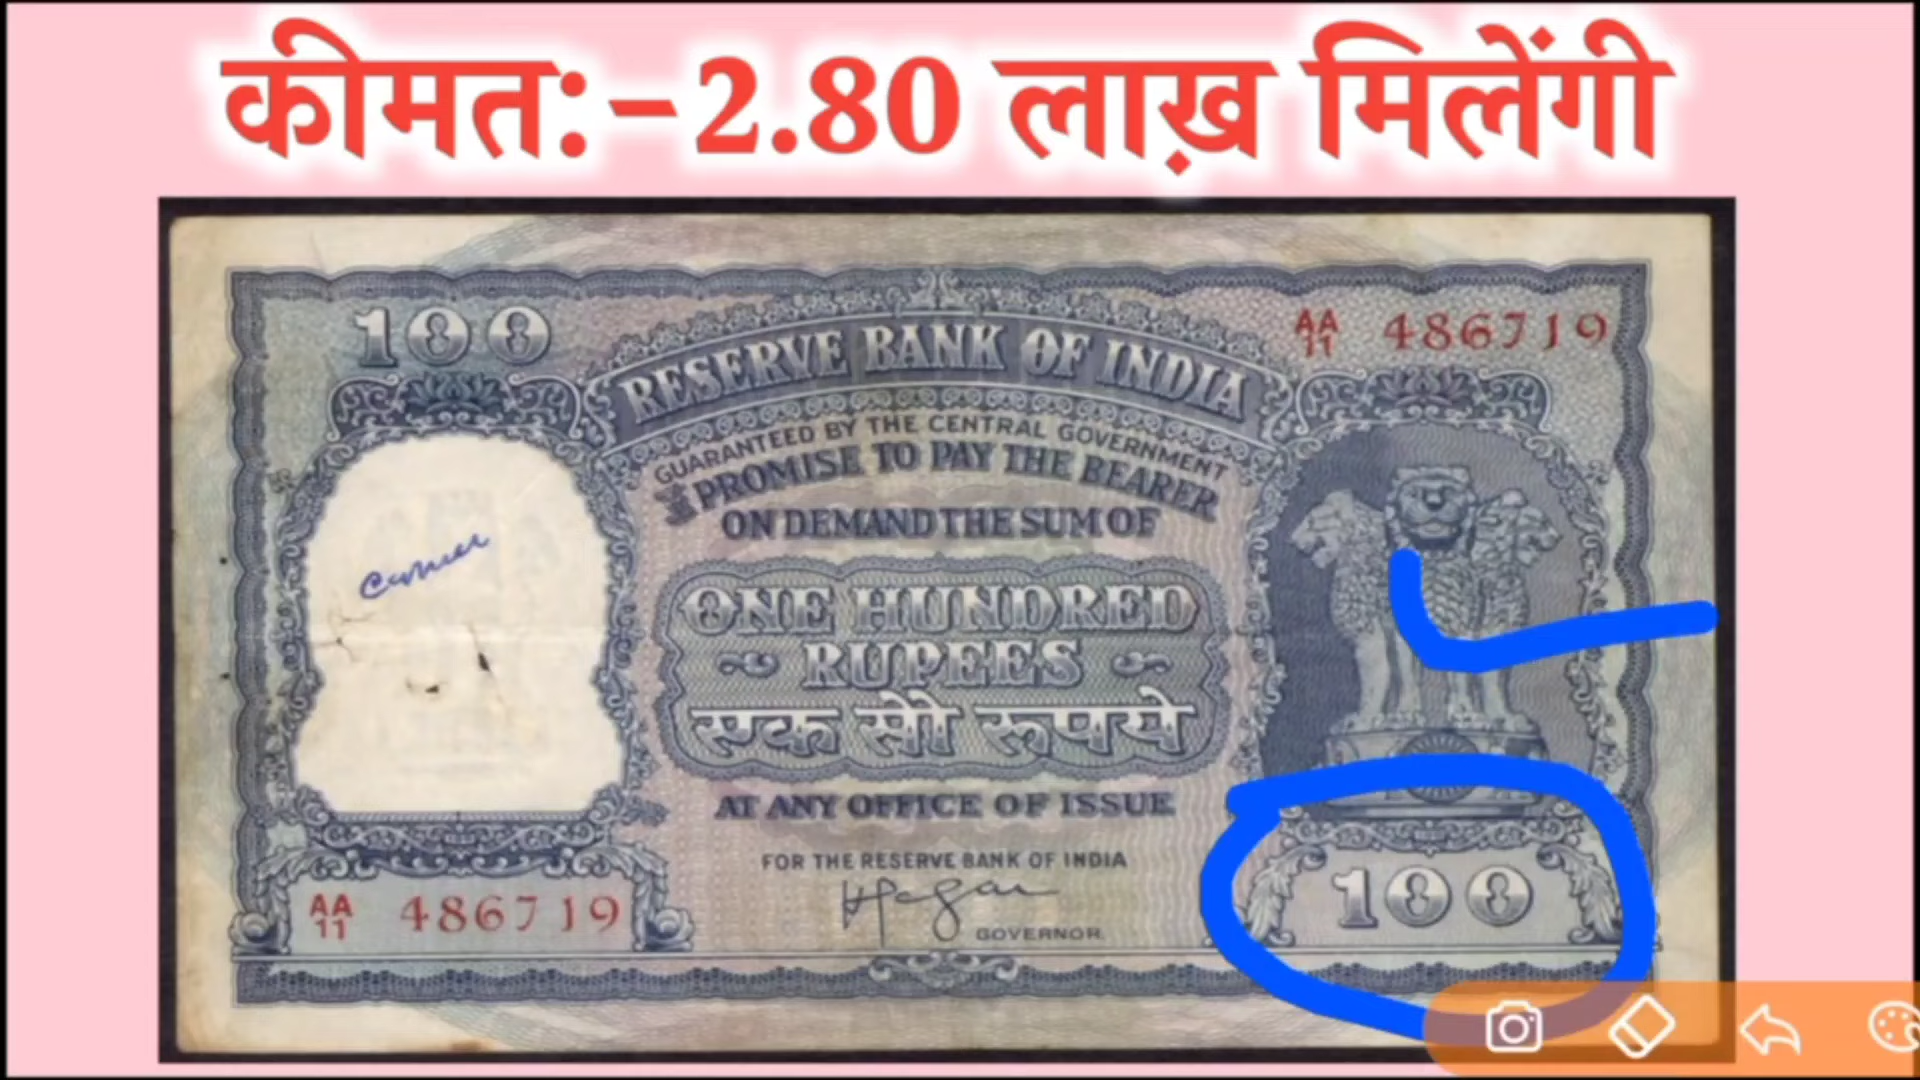 कीमत:-2.80 लाख़ मिलेंगी
100
AA 11 486719
RESERVE BANK OF INDIA
GUARANTEED BY THE CENTRAL GOVERNMENT
I PROMISE TO PAY THE BEARER
ON DEMAND THE SUM OF
ONE HUNDRED
RUPEES
एक सौ रूपये
AT ANY OFFICE OF ISSUE
FOR THE RESERVE BANK OF INDIA
GOVERNOR.
AA 11 486719
100